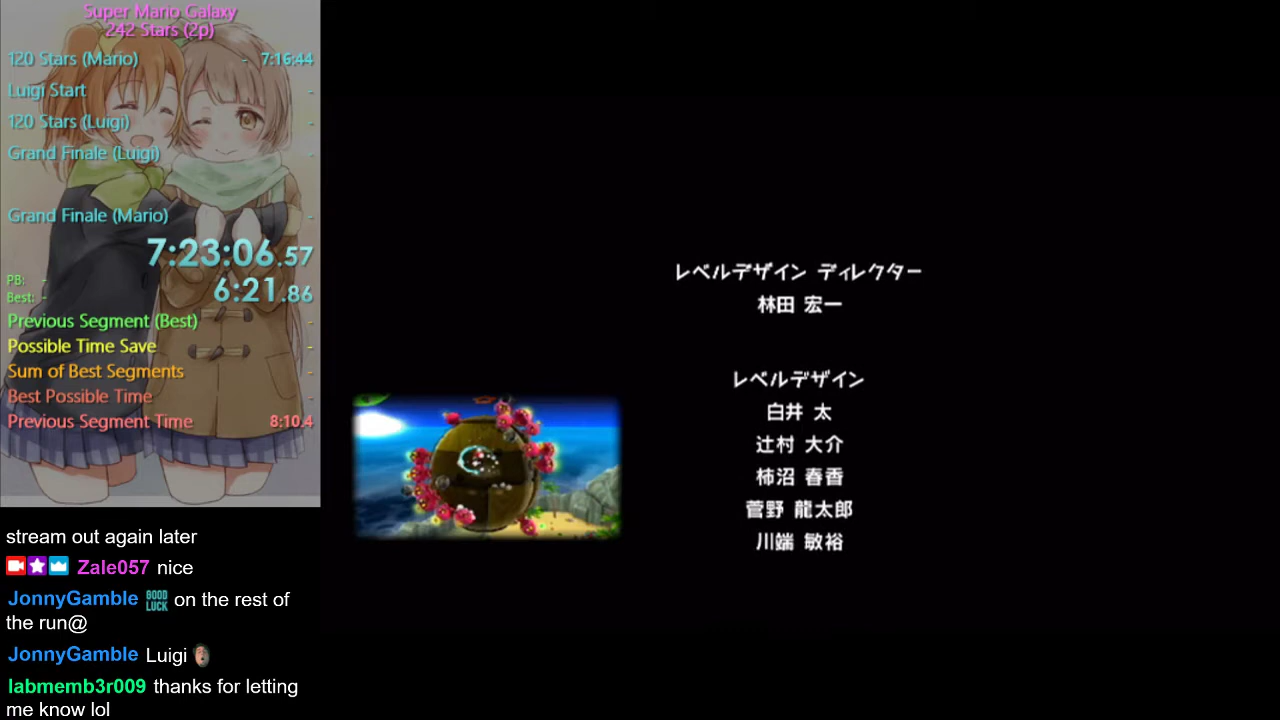 Super Mario Galaxy
242 Stars (2p)
120 Stars (Mario) - 7:16:44
Luigi Start -
120 Stars (Luigi) -
Grand Finale (Luigi) -
Grand Finale (Mario) -
7:23:06.57
PB: -
6:21.86
Best: -
Previous Segment (Best) -
Possible Time Save -
Sum of Best Segments -
Best Possible Time -
Previous Segment Time 8:10.4
stream out again later
Zale057 nice
JonnyGamble GOOD LUCK on the rest of
the run@
JonnyGamble Luigi
labmemb3r009 thanks for letting
me know lol
レベルデザイン ディレクター
林田 宏一
レベルデザイン
白井 太
辻村 大介
柿沼 春香
菅野 龍太郎
川端 敏裕